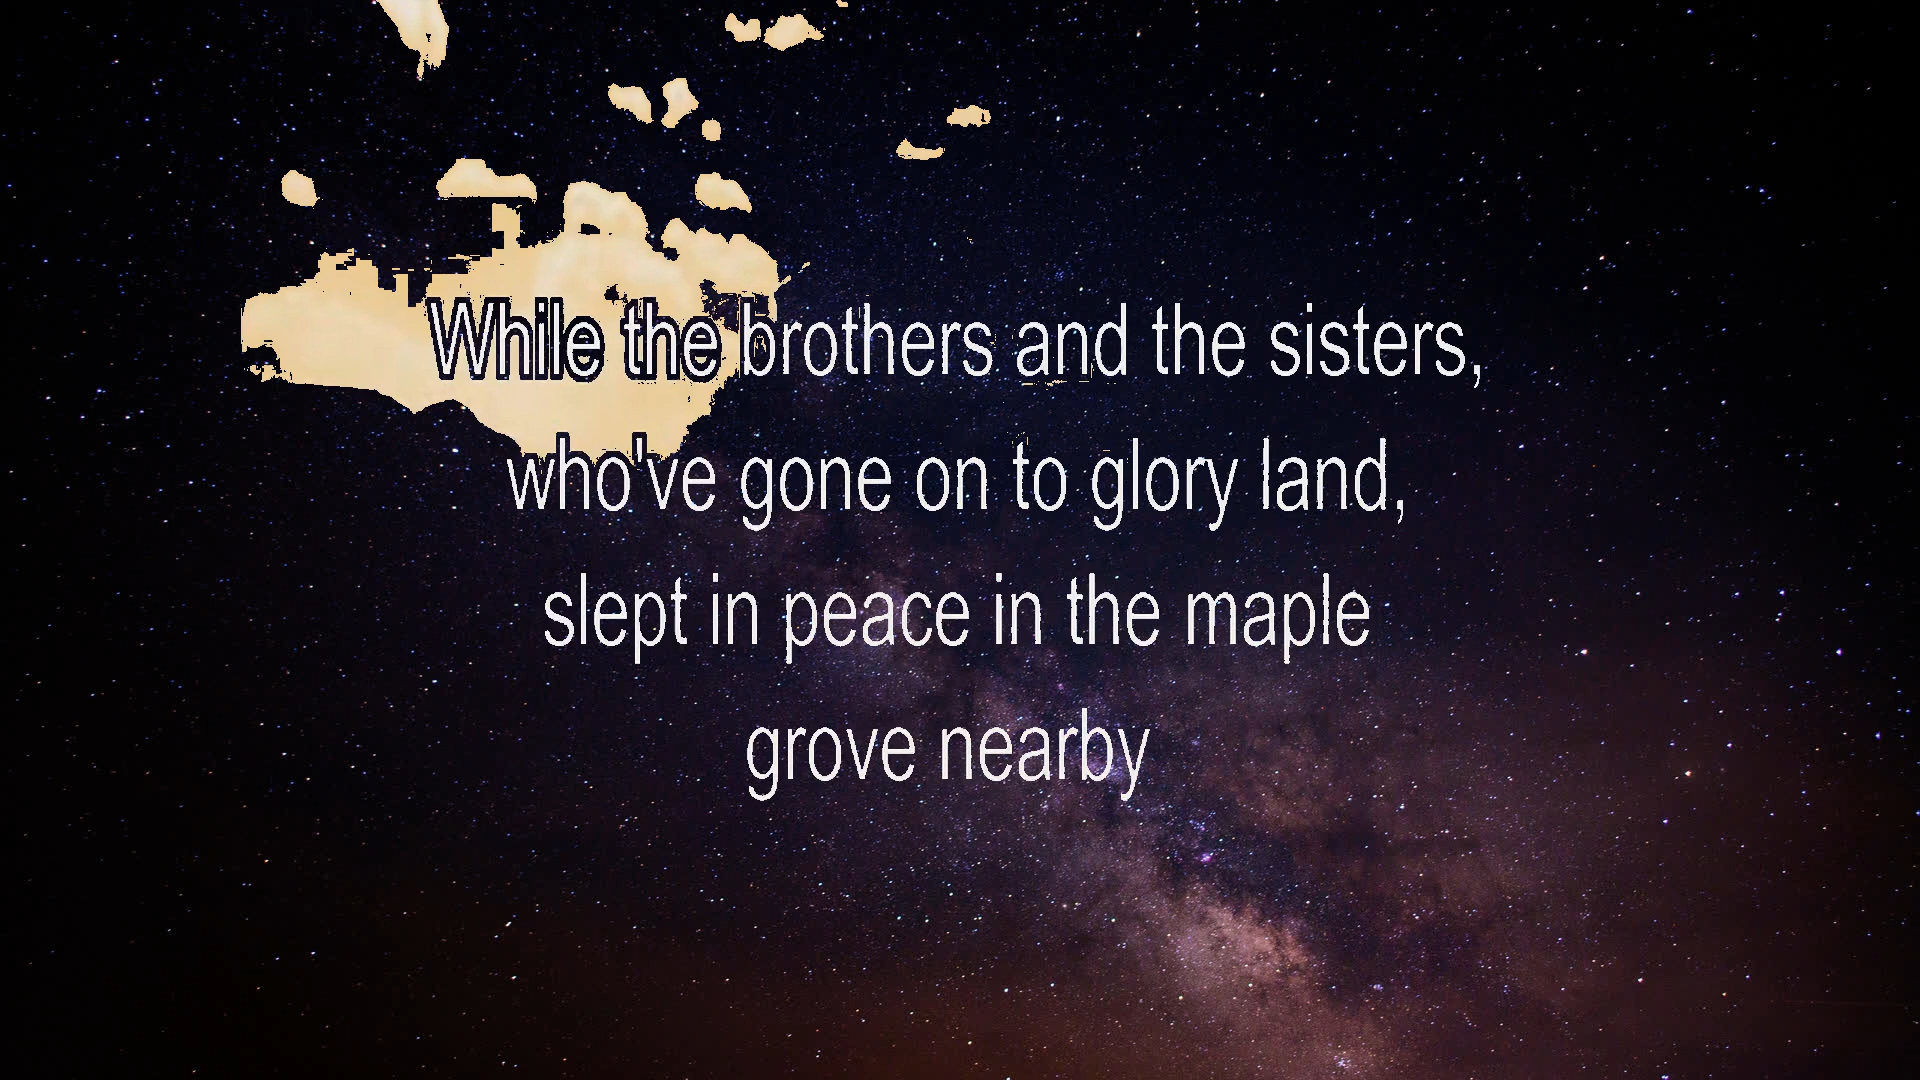 While the brothers and the sisters,
who've gone on to glory land,
slept in peace in the maple
grove nearby